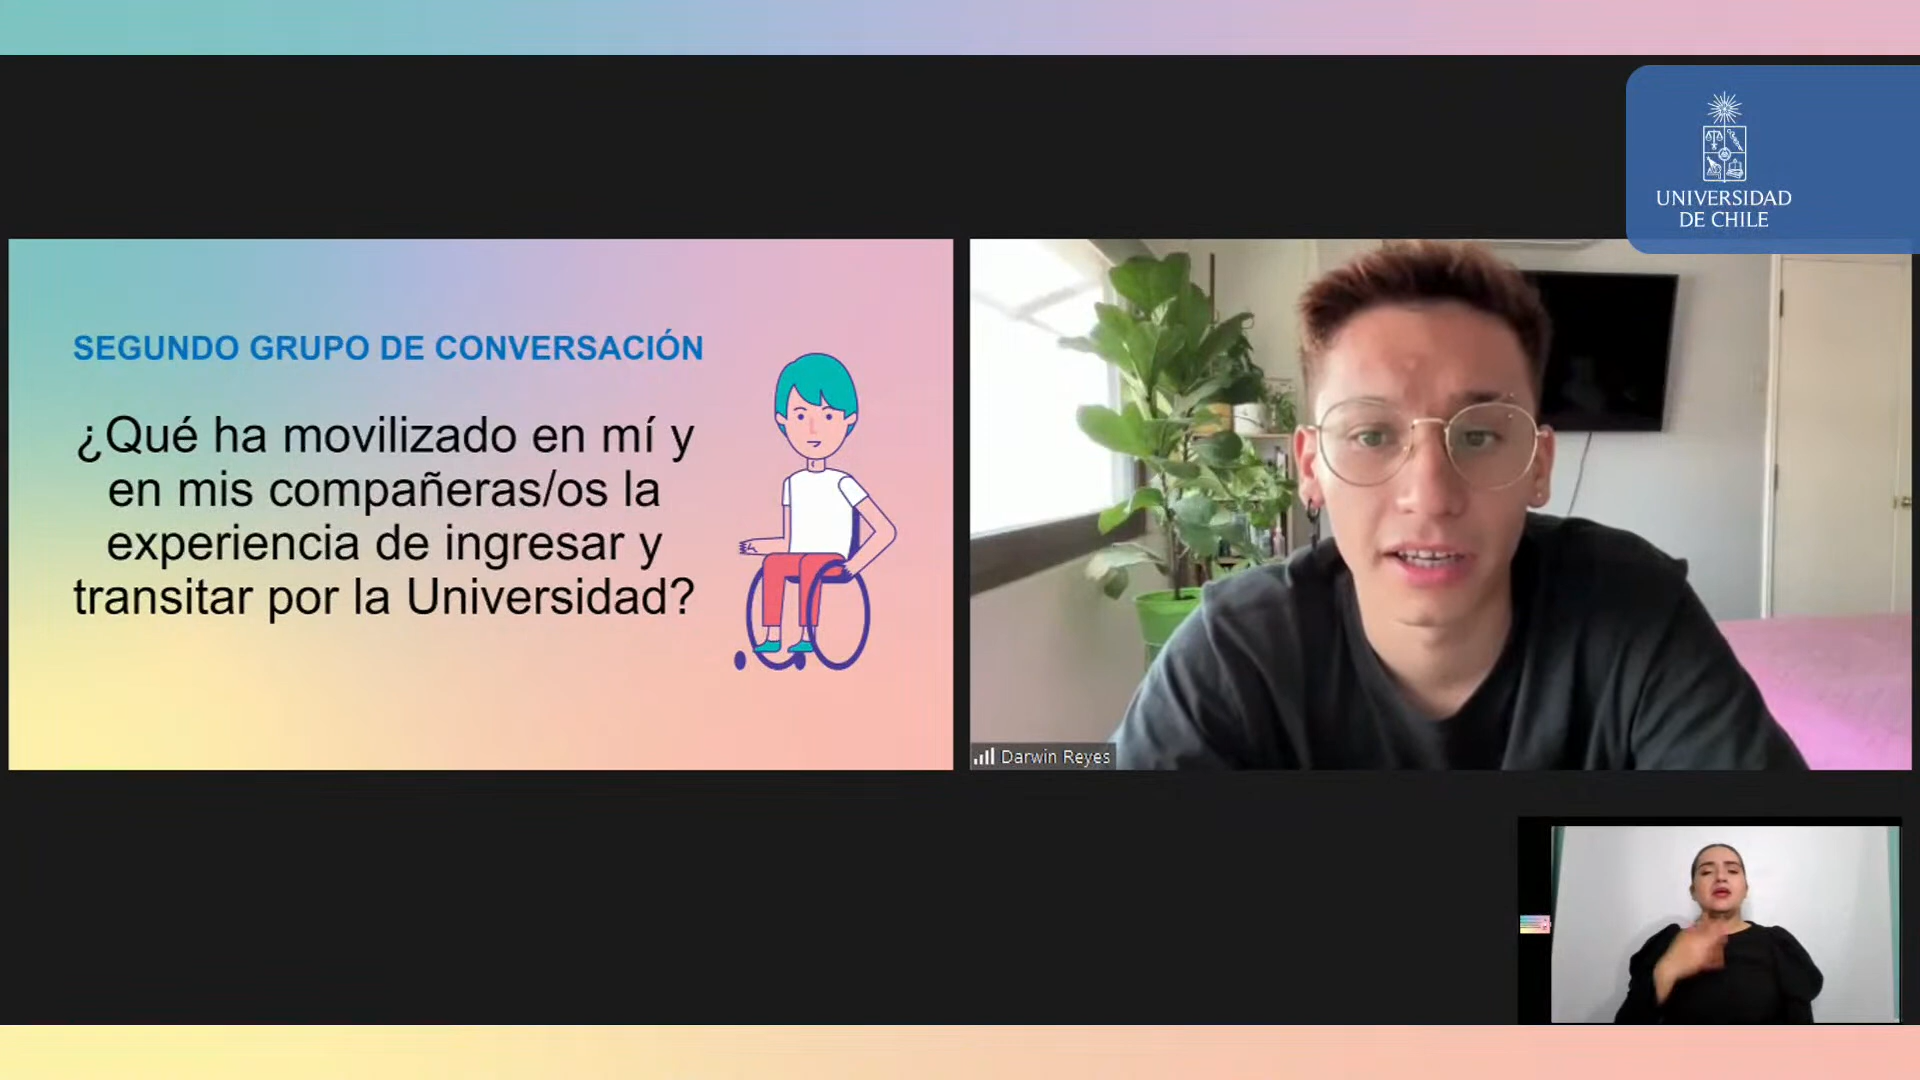 UNIVERSIDAD
DE CHILE
SEGUNDO GRUPO DE CONVERSACIÓN
¿Qué ha movilizado en mí y
en mis compañeras/os la
experiencia de ingresar y
transitar por la Universidad?
Darwin Reyes